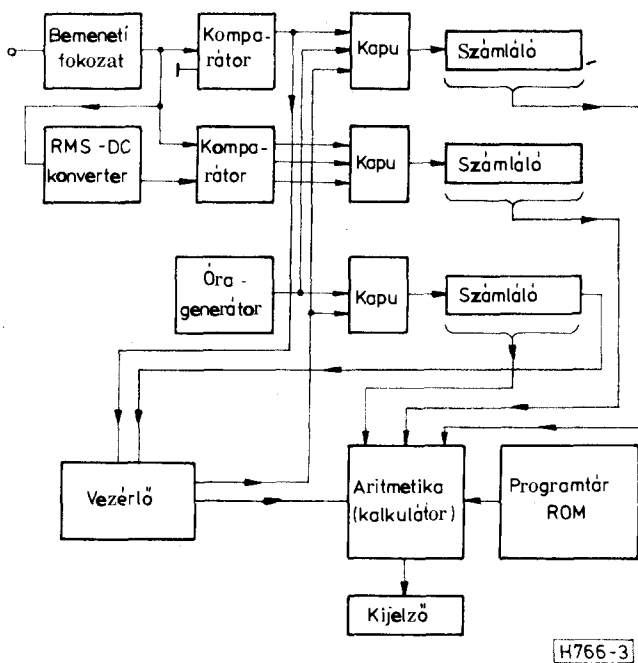 Bemeneti
fokozat
Kompa-
rátor
Kapu
Számláló
RMS-DC
konverter
Kompa-
rátor
Kapu
Számláló
Óra-
generátor
Kapu
Számláló
Vezérlő
Aritmetika
(kalkulátor)
Programtár
ROM
Kijelző
H766-3